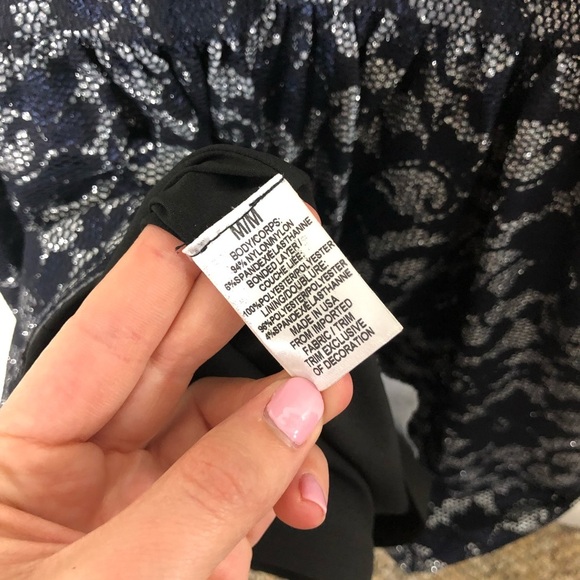 M/M
BODY/CORPS:
94% NYLON/NYLON
6%SPANDEX/ELASTHANNE
BONDED LAYER /
COUCHE LIEE :
100%POLYESTER/POLYESTER
LINING/DOUBLURE:
96%POLYESTER/POLYESTER
4%SPANDEX/ELASTHANNE
MADE IN USA
FROM IMPORTED
FABRIC / TRIM
TRIM EXCLUSIVE
OF DECORATION